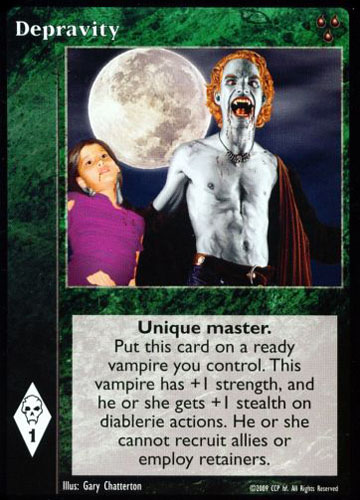 Depravity
Unique master.
Put this card on a ready
vampire you control. This
vampire has +1 strength, and
he or she gets +1 stealth on
diablerie actions. He or she
cannot recruit allies or
employ retainers.
1
Illus: Gary Chatterton
©2009 CCP hf. All Rights Reserved